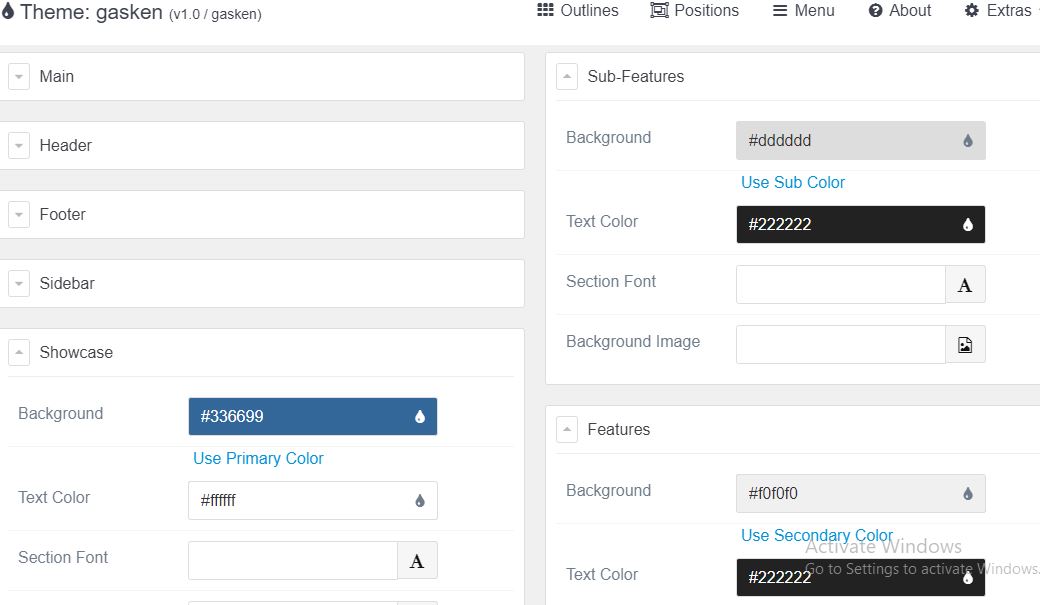 Theme: gasken (v1.0 / gasken)
Outlines Positions Menu About Extras
Main
Header
Footer
Sidebar
Showcase
Background #336699
Use Primary Color
Text Color #ffffff
Section Font A
Sub-Features
Background #dddddd
Use Sub Color
Text Color #222222
Section Font A
Background Image
Features
Background #f0f0f0
Use Secondary Color
Text Color #222222
Activate Windows
Go to Settings to activate Windows.